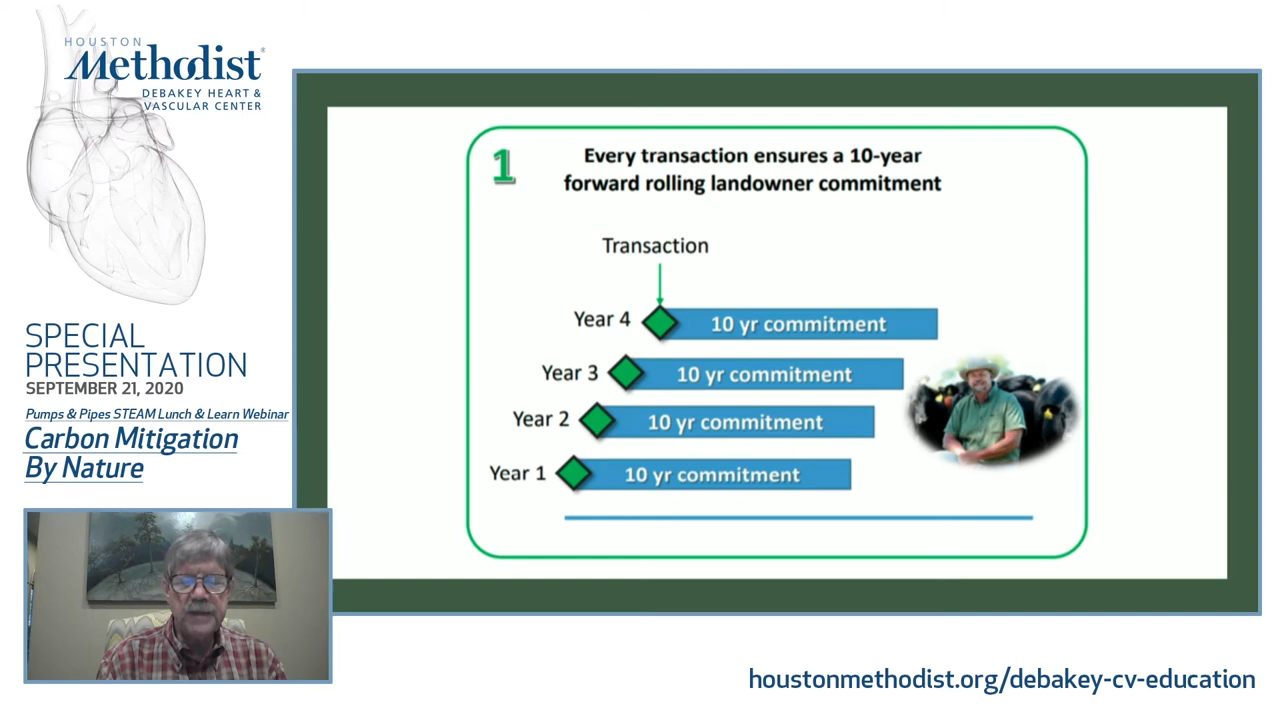 HOUSTON
Methodist®
DEBAKEY HEART &
VASCULAR CENTER
SPECIAL
PRESENTATION
SEPTEMBER 21, 2020
Pumps & Pipes STEAM Lunch & Learn Webinar
Carbon Mitigation
By Nature
1
Every transaction ensures a 10-year
forward rolling landowner commitment
Transaction
Year 4
10 yr commitment
Year 3
10 yr commitment
Year 2
10 yr commitment
Year 1
10 yr commitment
houstonmethodist.org/debakey-cv-education